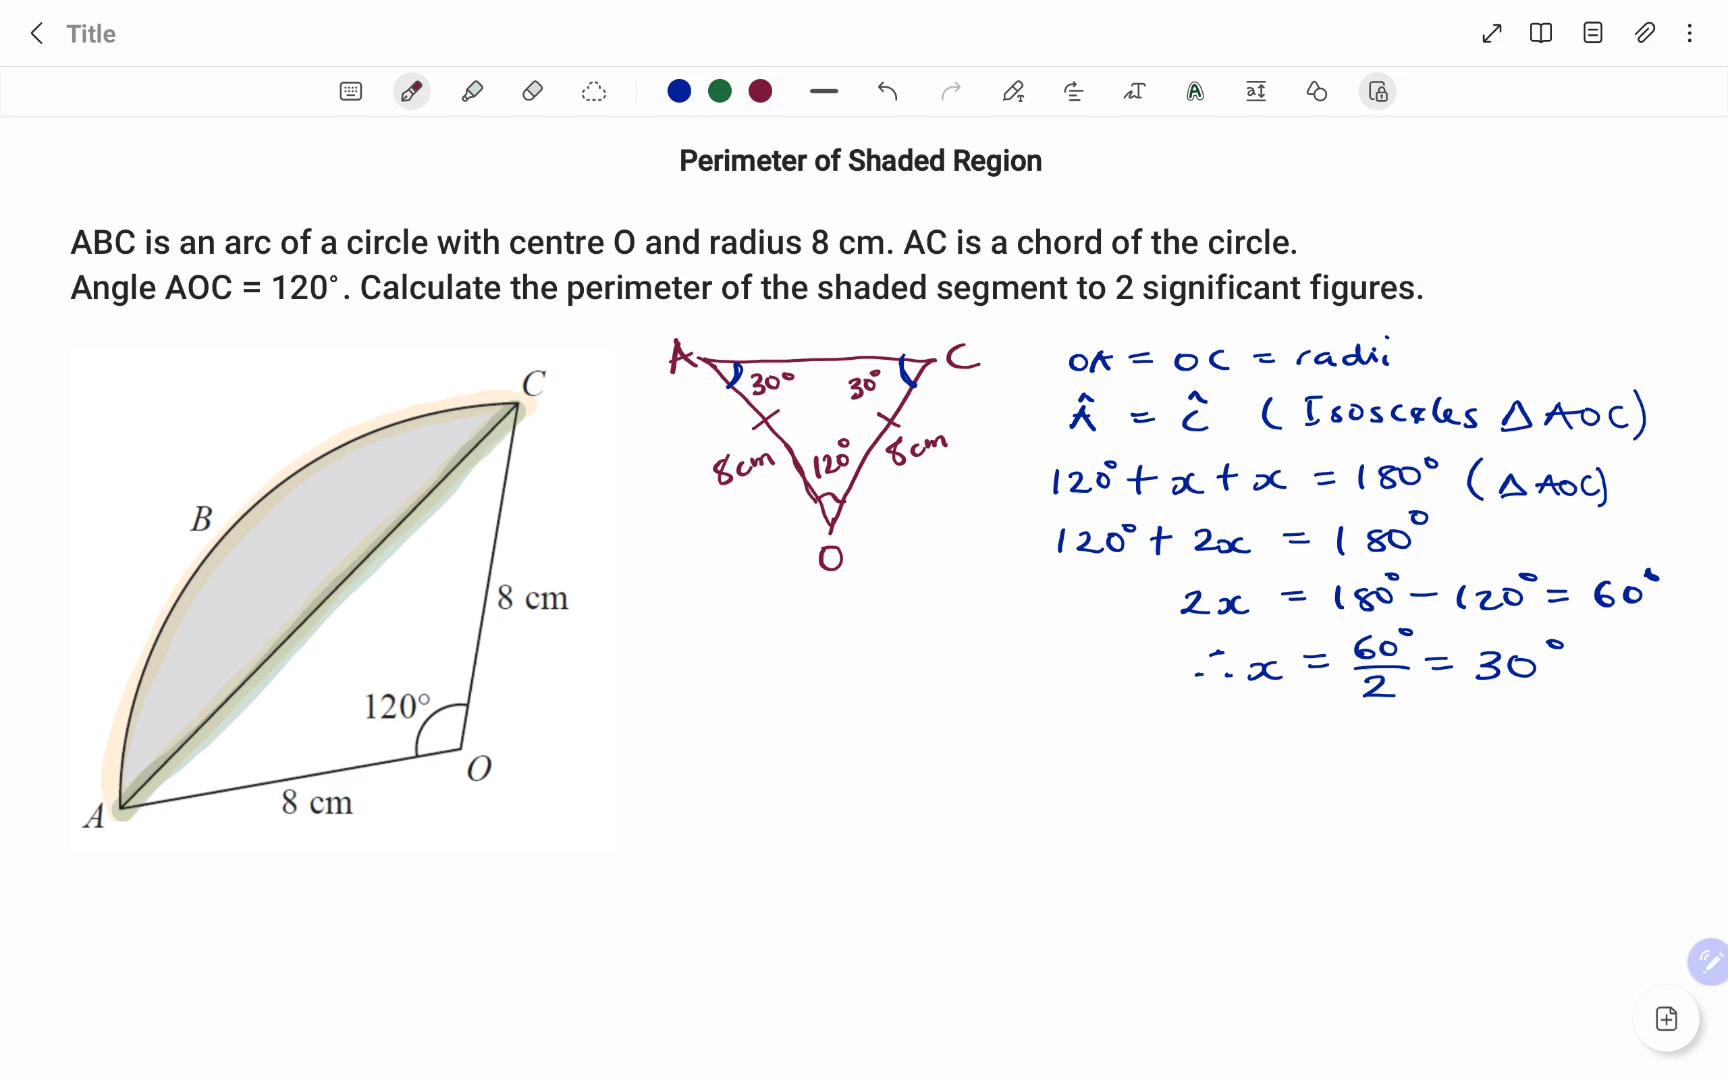 Title
Perimeter of Shaded Region
ABC is an arc of a circle with centre O and radius 8 cm. AC is a chord of the circle.
Angle AOC = 120°. Calculate the perimeter of the shaded segment to 2 significant figures.
C
B
8 cm
120°
O
8 cm
A
A C
30° 30°
8cm 120° 8cm
O
OA = OC = radii
Â = Ĉ (Isosceles △ AOC)
120° + x + x = 180° (△ AOC)
120° + 2x = 180°
2x = 180° − 120° = 60°
∴ x = 60°/2 = 30°